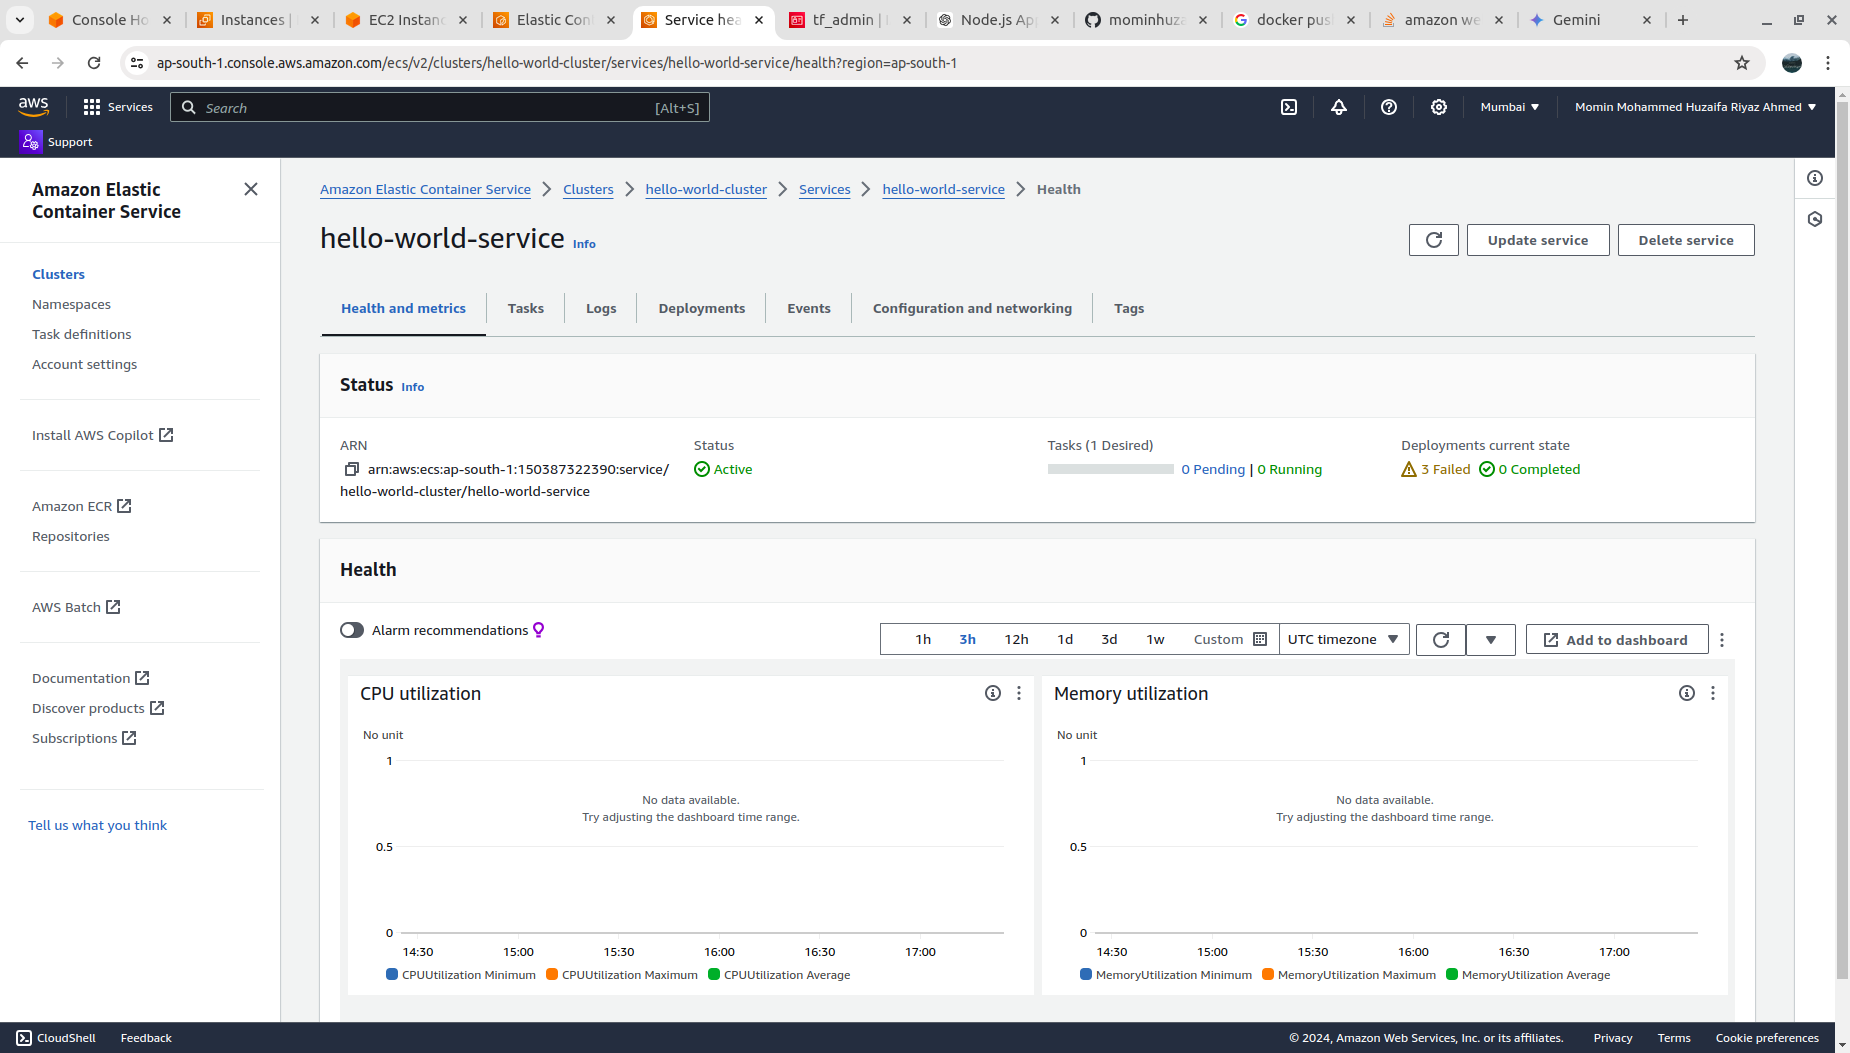 Console Ho
Instances |
EC2 Instanc
Elastic Con
Service hea
tf_admin |
Node.js Ap
mominhuza
docker pus
amazon we
Gemini
ap-south-1.console.aws.amazon.com/ecs/v2/clusters/hello-world-cluster/services/hello-world-service/health?region=ap-south-1
aws
Services
Search
[Alt+S]
Mumbai
Momin Mohammed Huzaifa Riyaz Ahmed
Support
Amazon Elastic
Container Service
Clusters
Namespaces
Task definitions
Account settings
Install AWS Copilot
Amazon ECR
Repositories
AWS Batch
Documentation
Discover products
Subscriptions
Tell us what you think
Amazon Elastic Container Service > Clusters > hello-world-cluster > Services > hello-world-service > Health
hello-world-service Info
Update service
Delete service
Health and metrics
Tasks
Logs
Deployments
Events
Configuration and networking
Tags
Status Info
ARN
arn:aws:ecs:ap-south-1:150387322390:service/
hello-world-cluster/hello-world-service
Status
Active
Tasks (1 Desired)
0 Pending | 0 Running
Deployments current state
3 Failed 0 Completed
Health
Alarm recommendations
1h 3h 12h 1d 3d 1w Custom
UTC timezone
Add to dashboard
CPU utilization
No unit
1
No data available.
Try adjusting the dashboard time range.
0.5
0
14:30 15:00 15:30 16:00 16:30 17:00
CPUUtilization Minimum CPUUtilization Maximum CPUUtilization Average
Memory utilization
No unit
1
No data available.
Try adjusting the dashboard time range.
0.5
0
14:30 15:00 15:30 16:00 16:30 17:00
MemoryUtilization Minimum MemoryUtilization Maximum MemoryUtilization Average
CloudShell
Feedback
© 2024, Amazon Web Services, Inc. or its affiliates.
Privacy
Terms
Cookie preferences